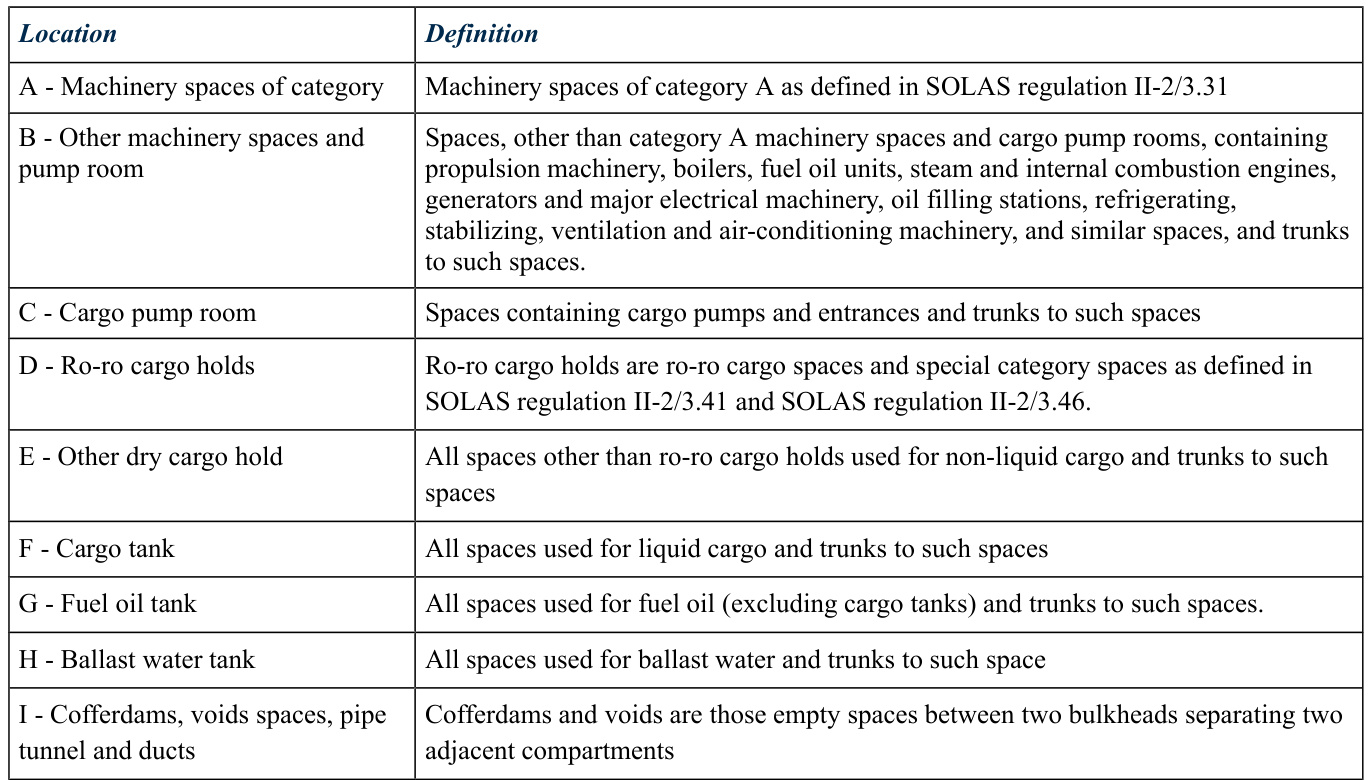 Location
Definition
A - Machinery spaces of category
Machinery spaces of category A as defined in SOLAS regulation II-2/3.31
B - Other machinery spaces and
pump room
Spaces, other than category A machinery spaces and cargo pump rooms, containing
propulsion machinery, boilers, fuel oil units, steam and internal combustion engines,
generators and major electrical machinery, oil filling stations, refrigerating,
stabilizing, ventilation and air-conditioning machinery, and similar spaces, and trunks
to such spaces.
C - Cargo pump room
Spaces containing cargo pumps and entrances and trunks to such spaces
D - Ro-ro cargo holds
Ro-ro cargo holds are ro-ro cargo spaces and special category spaces as defined in
SOLAS regulation II-2/3.41 and SOLAS regulation II-2/3.46.
E - Other dry cargo hold
All spaces other than ro-ro cargo holds used for non-liquid cargo and trunks to such
spaces
F - Cargo tank
All spaces used for liquid cargo and trunks to such spaces
G - Fuel oil tank
All spaces used for fuel oil (excluding cargo tanks) and trunks to such spaces.
H - Ballast water tank
All spaces used for ballast water and trunks to such space
I - Cofferdams, voids spaces, pipe
tunnel and ducts
Cofferdams and voids are those empty spaces between two bulkheads separating two
adjacent compartments